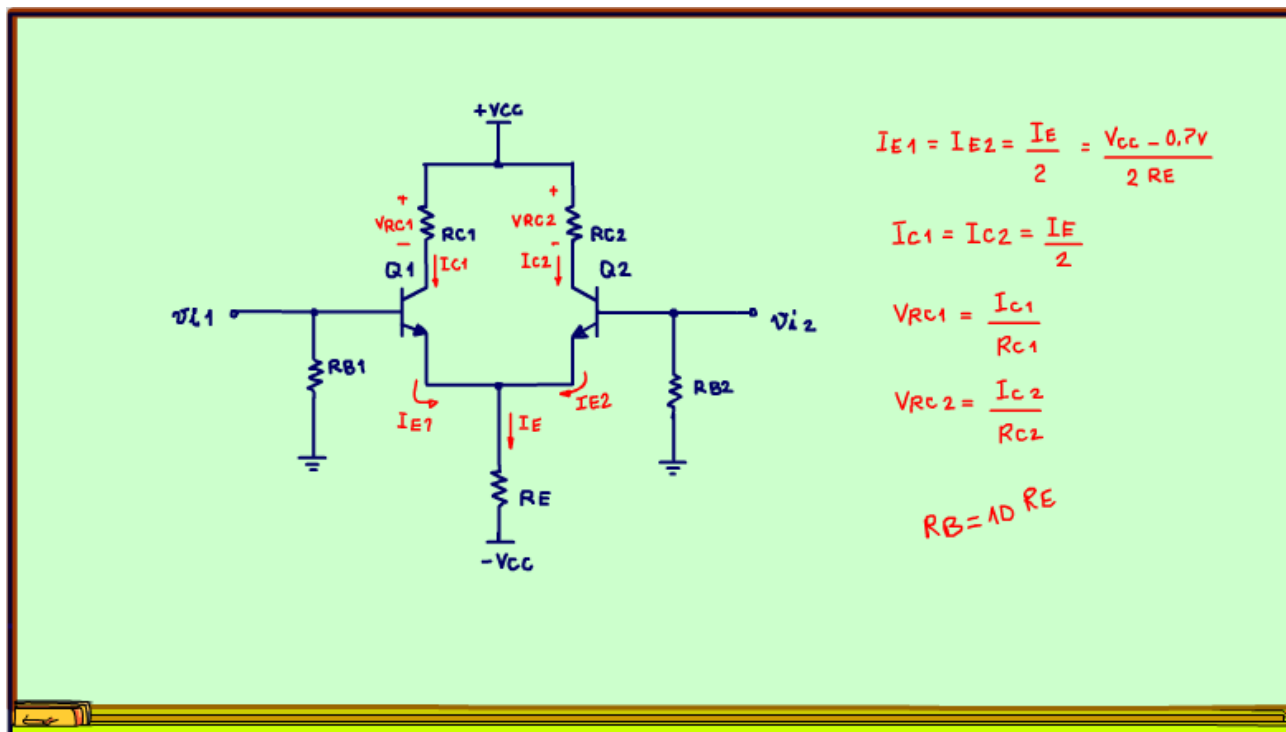 +VCC
+
VRC1
-
RC1
+
VRC2
-
RC2
IC1
IC2
Q1
Q2
vi1
vi2
RB1
RB2
IE1
IE
IE2
RE
-VCC
IE1 = IE2 = IE/2 = VCC - 0.7V/2 RE
IC1 = IC2 = IE/2
VRC1 = IC1/RC1
VRC2 = IC2/RC2
RB = 10 RE